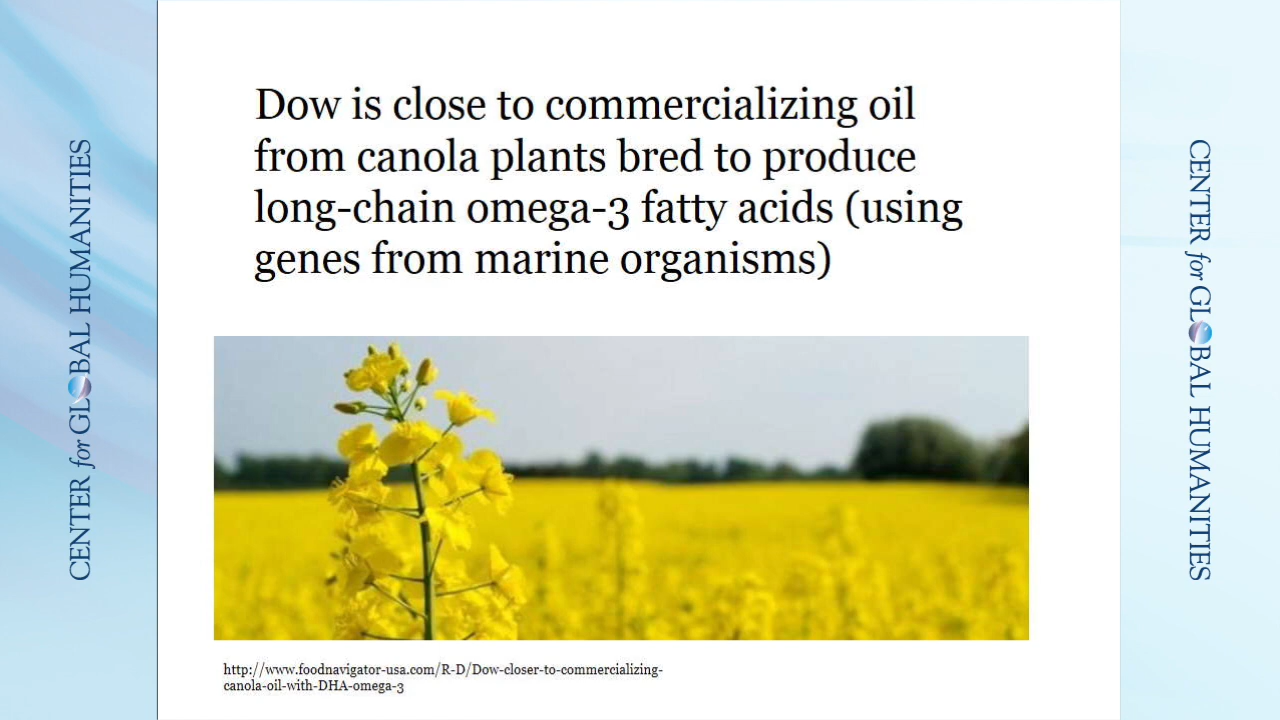 CENTER for GLOBAL HUMANITIES
Dow is close to commercializing oil
from canola plants bred to produce
long-chain omega-3 fatty acids (using
genes from marine organisms)
http://www.foodnavigator-usa.com/R-D/Dow-closer-to-commercializing-
canola-oil-with-DHA-omega-3
CENTER for GLOBAL HUMANITIES